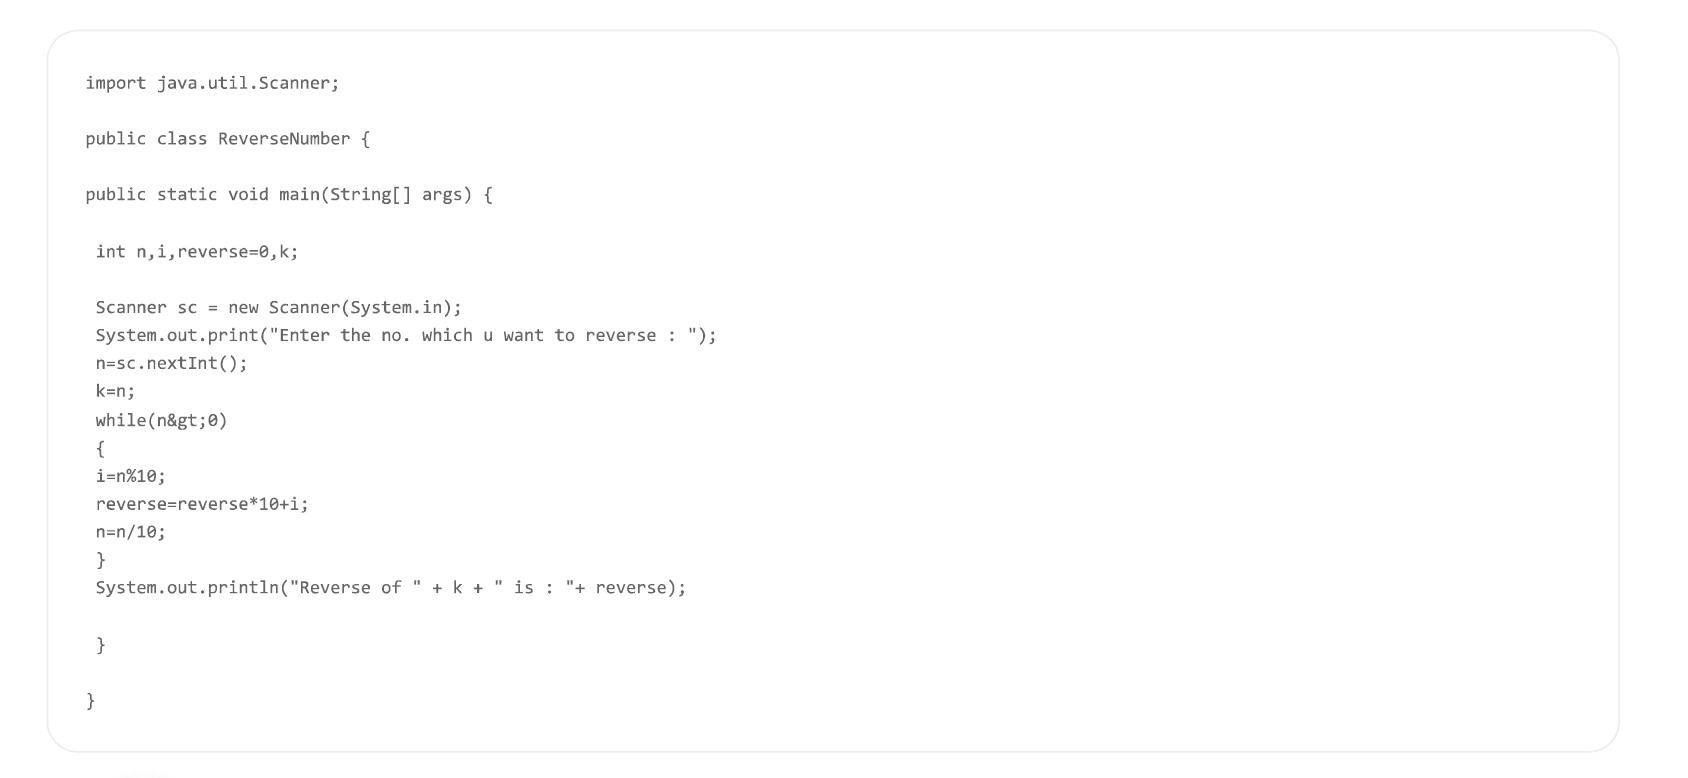 import java.util.Scanner;
public class ReverseNumber {
public static void main(String[] args) {
int n,i,reverse=0,k;
Scanner sc = new Scanner(System.in);
System.out.print("Enter the no. which u want to reverse : ");
n=sc.nextInt();
k=n;
while(n&gt;0)
{
i=n%10;
reverse=reverse*10+i;
n=n/10;
}
System.out.println("Reverse of " + k + " is : "+ reverse);
}
}